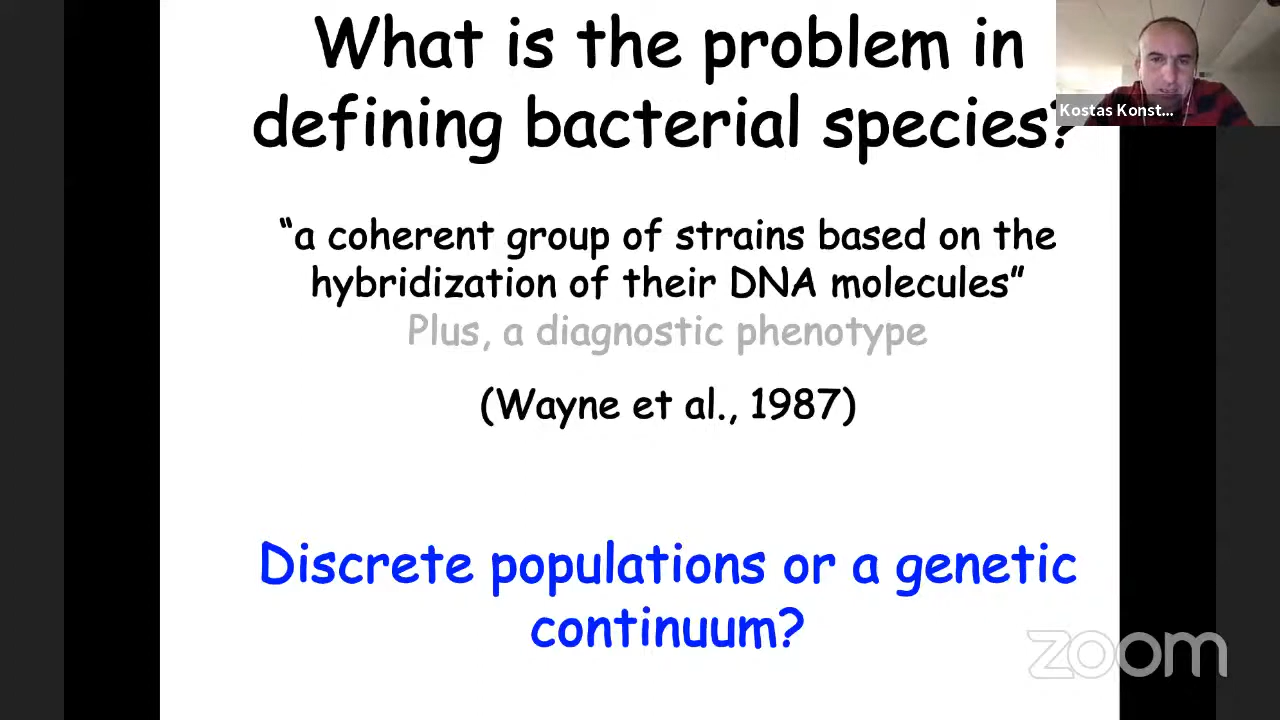 What is the problem in
defining bacterial species?
Kostas Konst...
“a coherent group of strains based on the
hybridization of their DNA molecules”
Plus, a diagnostic phenotype
(Wayne et al., 1987)
Discrete populations or a genetic
continuum?
zoom